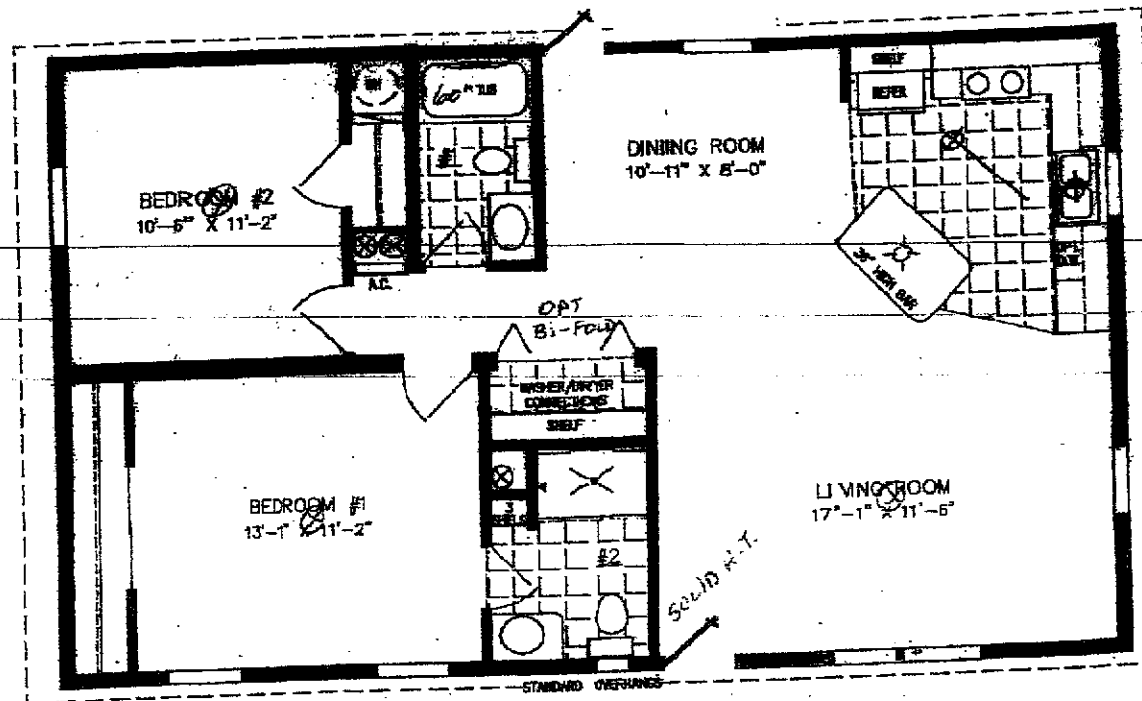 60" TUB
SHELF
REFER
#1
DINING ROOM
10'-11" X 8'-0"
BEDROOM #2
10'-6" X 11'-2"
A.C.
36" HIGH BAR
OPT
Bi-FOLD
WASHER/DRYER
CONNECTIONS
SHELF
BEDROOM #1
13'-1" X 11'-2"
3
SHELFS
LIVING ROOM
17'-1" X 11'-6"
#2
SOLID
STANDARD OVERHANGS